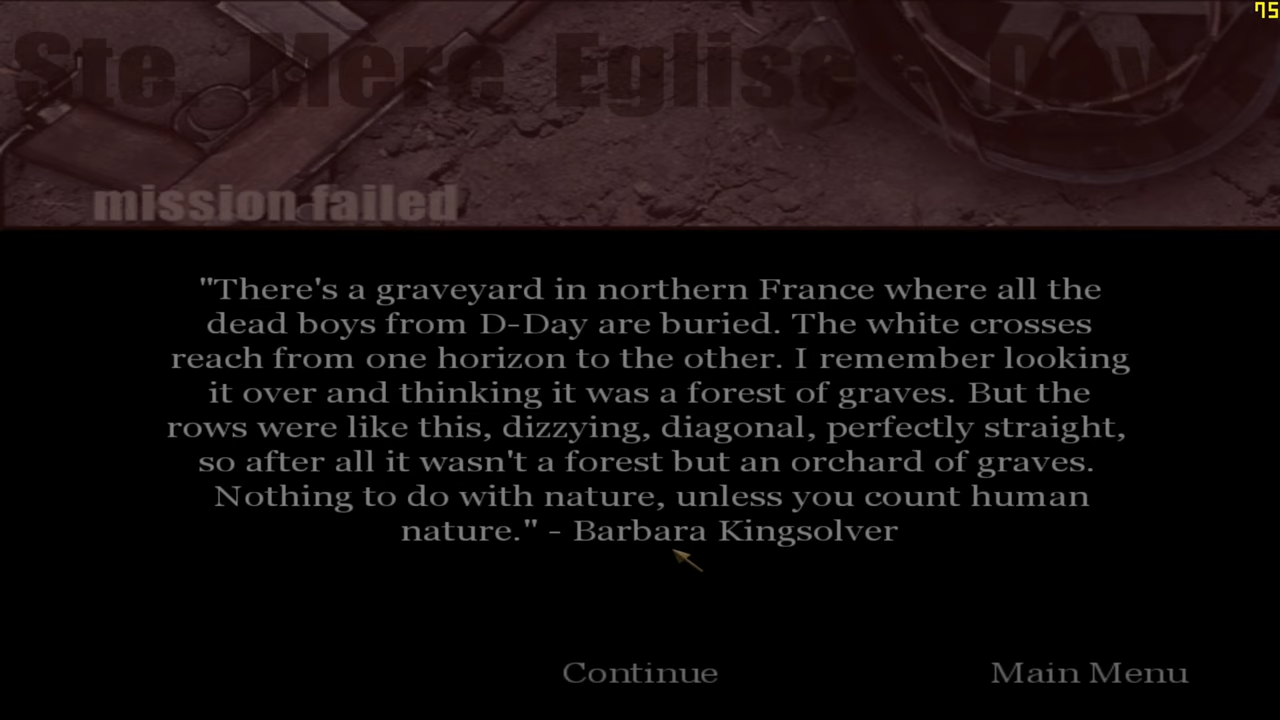 75
Ste. Mere Eglise Day
mission failed
"There's a graveyard in northern France where all the
dead boys from D-Day are buried. The white crosses
reach from one horizon to the other. I remember looking
it over and thinking it was a forest of graves. But the
rows were like this, dizzying, diagonal, perfectly straight,
so after all it wasn't a forest but an orchard of graves.
Nothing to do with nature, unless you count human
nature." - Barbara Kingsolver
Continue
Main Menu